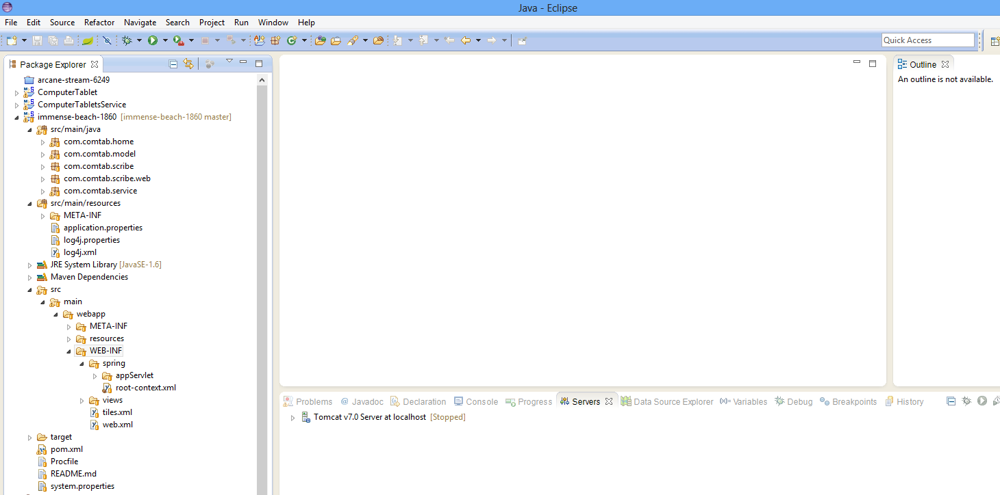 Java - Eclipse
File Edit Source Refactor Navigate Search Project Run Window Help
Quick Access
Package Explorer
arcane-stream-6249
ComputerTablet
ComputerTabletsService
immense-beach-1860 [immense-beach-1860 master]
src/main/java
com.comtab.home
com.comtab.model
com.comtab.scribe
com.comtab.scribe.web
com.comtab.service
src/main/resources
META-INF
application.properties
log4j.properties
log4j.xml
JRE System Library [JavaSE-1.6]
Maven Dependencies
src
main
webapp
META-INF
resources
WEB-INF
spring
appServlet
root-context.xml
views
tiles.xml
web.xml
target
pom.xml
Procfile
README.md
system.properties
Outline
An outline is not available.
Problems @ Javadoc Declaration Console Progress Servers Data Source Explorer (x)= Variables Debug Breakpoints History
Tomcat v7.0 Server at localhost [Stopped]